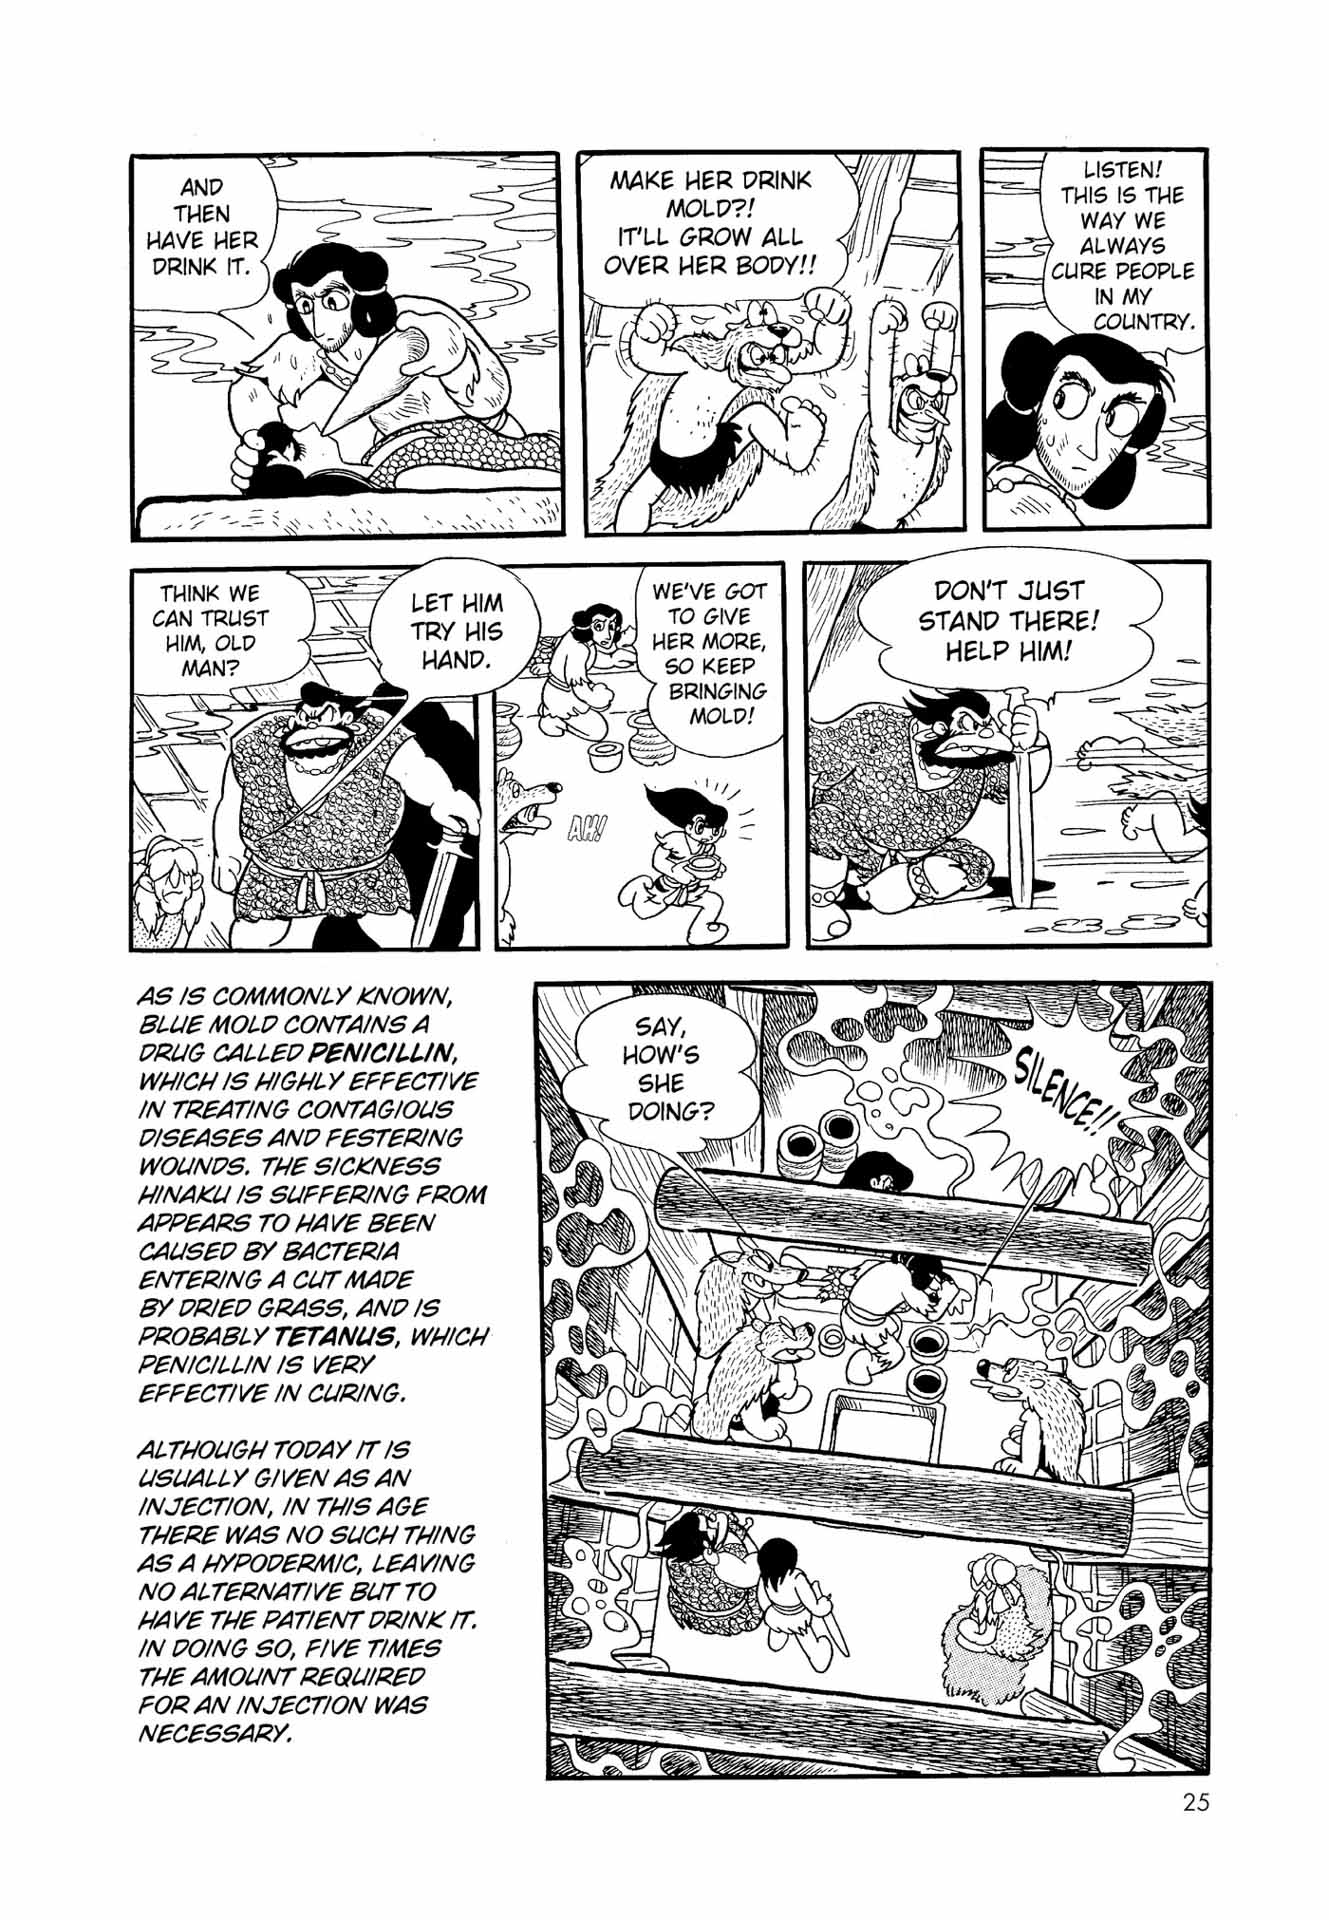 AND
THEN
HAVE HER
DRINK IT.
MAKE HER DRINK
MOLD?!
IT'LL GROW ALL
OVER HER BODY!!
LISTEN!
THIS IS THE
WAY WE
ALWAYS
CURE PEOPLE
IN MY
COUNTRY.
THINK WE
CAN TRUST
HIM, OLD
MAN?
LET HIM
TRY HIS
HAND.
WE'VE GOT
TO GIVE
HER MORE,
SO KEEP
BRINGING
MOLD!
AH!
DON'T JUST
STAND THERE!
HELP HIM!
AS IS COMMONLY KNOWN,
BLUE MOLD CONTAINS A
DRUG CALLED PENICILLIN,
WHICH IS HIGHLY EFFECTIVE
IN TREATING CONTAGIOUS
DISEASES AND FESTERING
WOUNDS. THE SICKNESS
HINAKU IS SUFFERING FROM
APPEARS TO HAVE BEEN
CAUSED BY BACTERIA
ENTERING A CUT MADE
BY DRIED GRASS, AND IS
PROBABLY TETANUS, WHICH
PENICILLIN IS VERY
EFFECTIVE IN CURING.
ALTHOUGH TODAY IT IS
USUALLY GIVEN AS AN
INJECTION, IN THIS AGE
THERE WAS NO SUCH THING
AS A HYPODERMIC, LEAVING
NO ALTERNATIVE BUT TO
HAVE THE PATIENT DRINK IT.
IN DOING SO, FIVE TIMES
THE AMOUNT REQUIRED
FOR AN INJECTION WAS
NECESSARY.
SAY,
HOW'S
SHE
DOING?
SILENCE!!
25